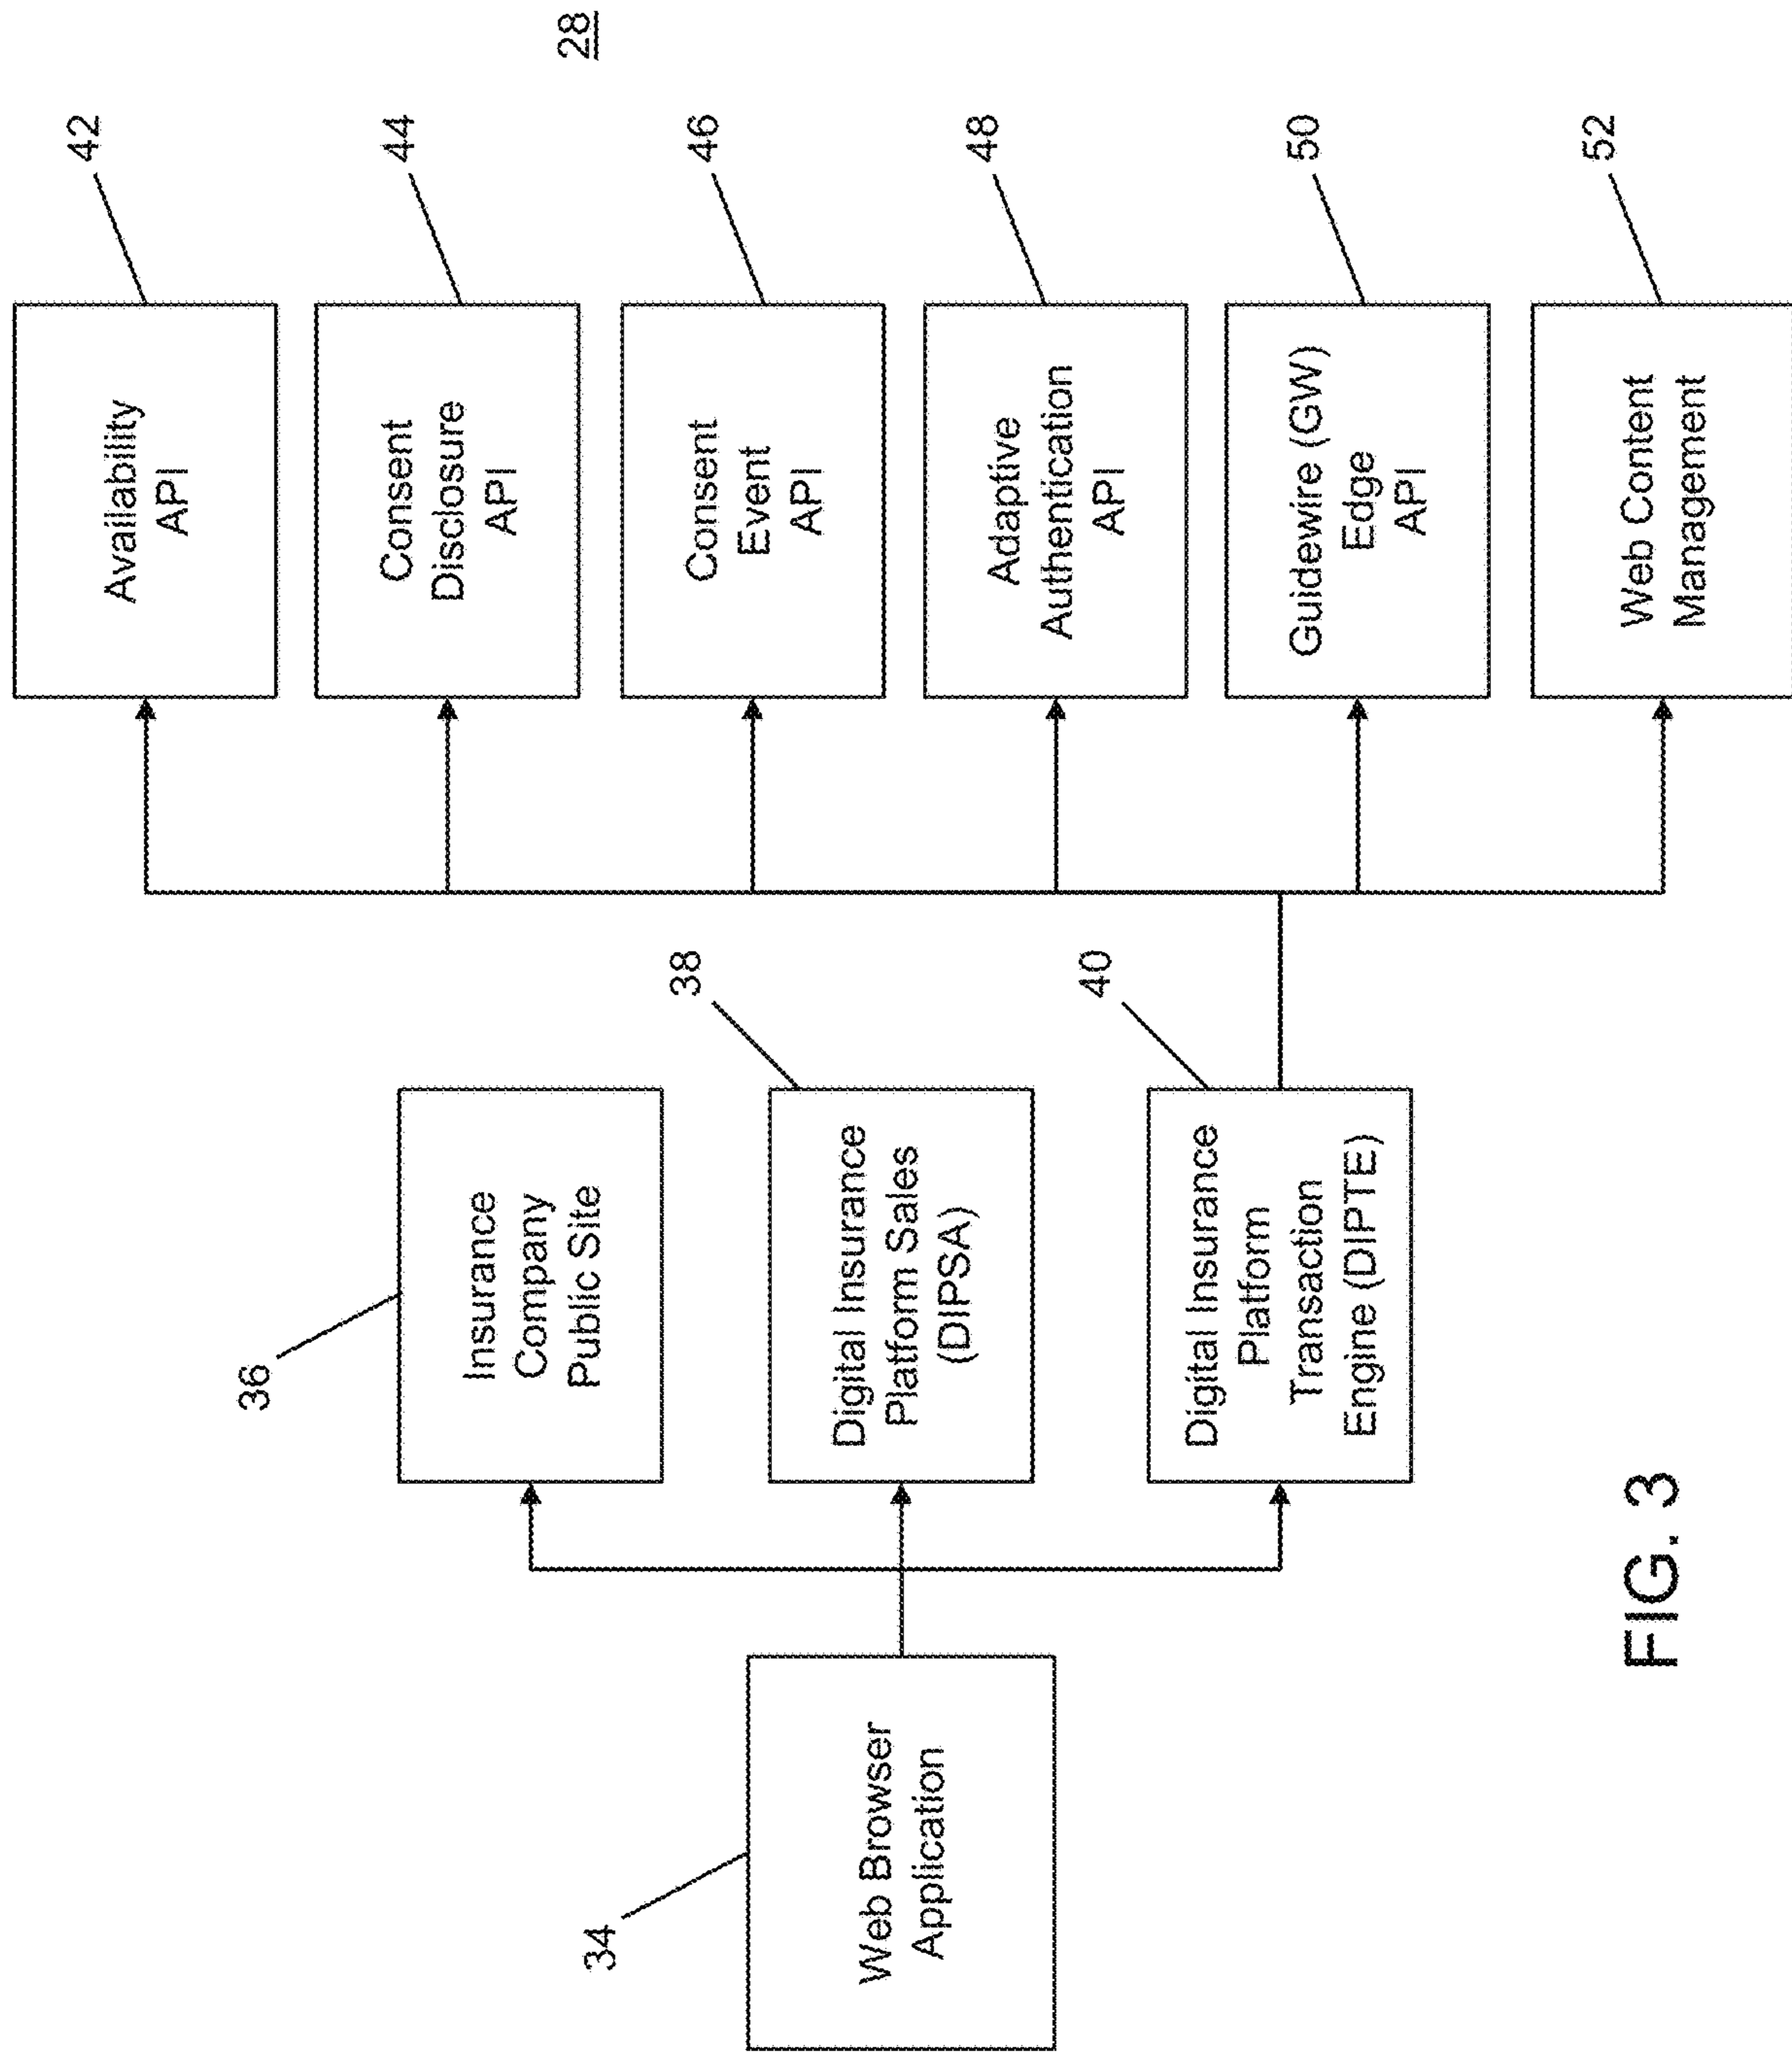 28
34
Web Browser
Application
36
Insurance
Company
Public Site
38
Digital Insurance
Platform Sales
(DIPSA)
40
Digital Insurance
Platform
Transaction
Engine (DIPTE)
42
Availability
API
44
Consent
Disclosure
API
46
Consent
Event
API
48
Adaptive
Authentication
API
50
Guidewire (GW)
Edge
API
52
Web Content
Management
FIG. 3